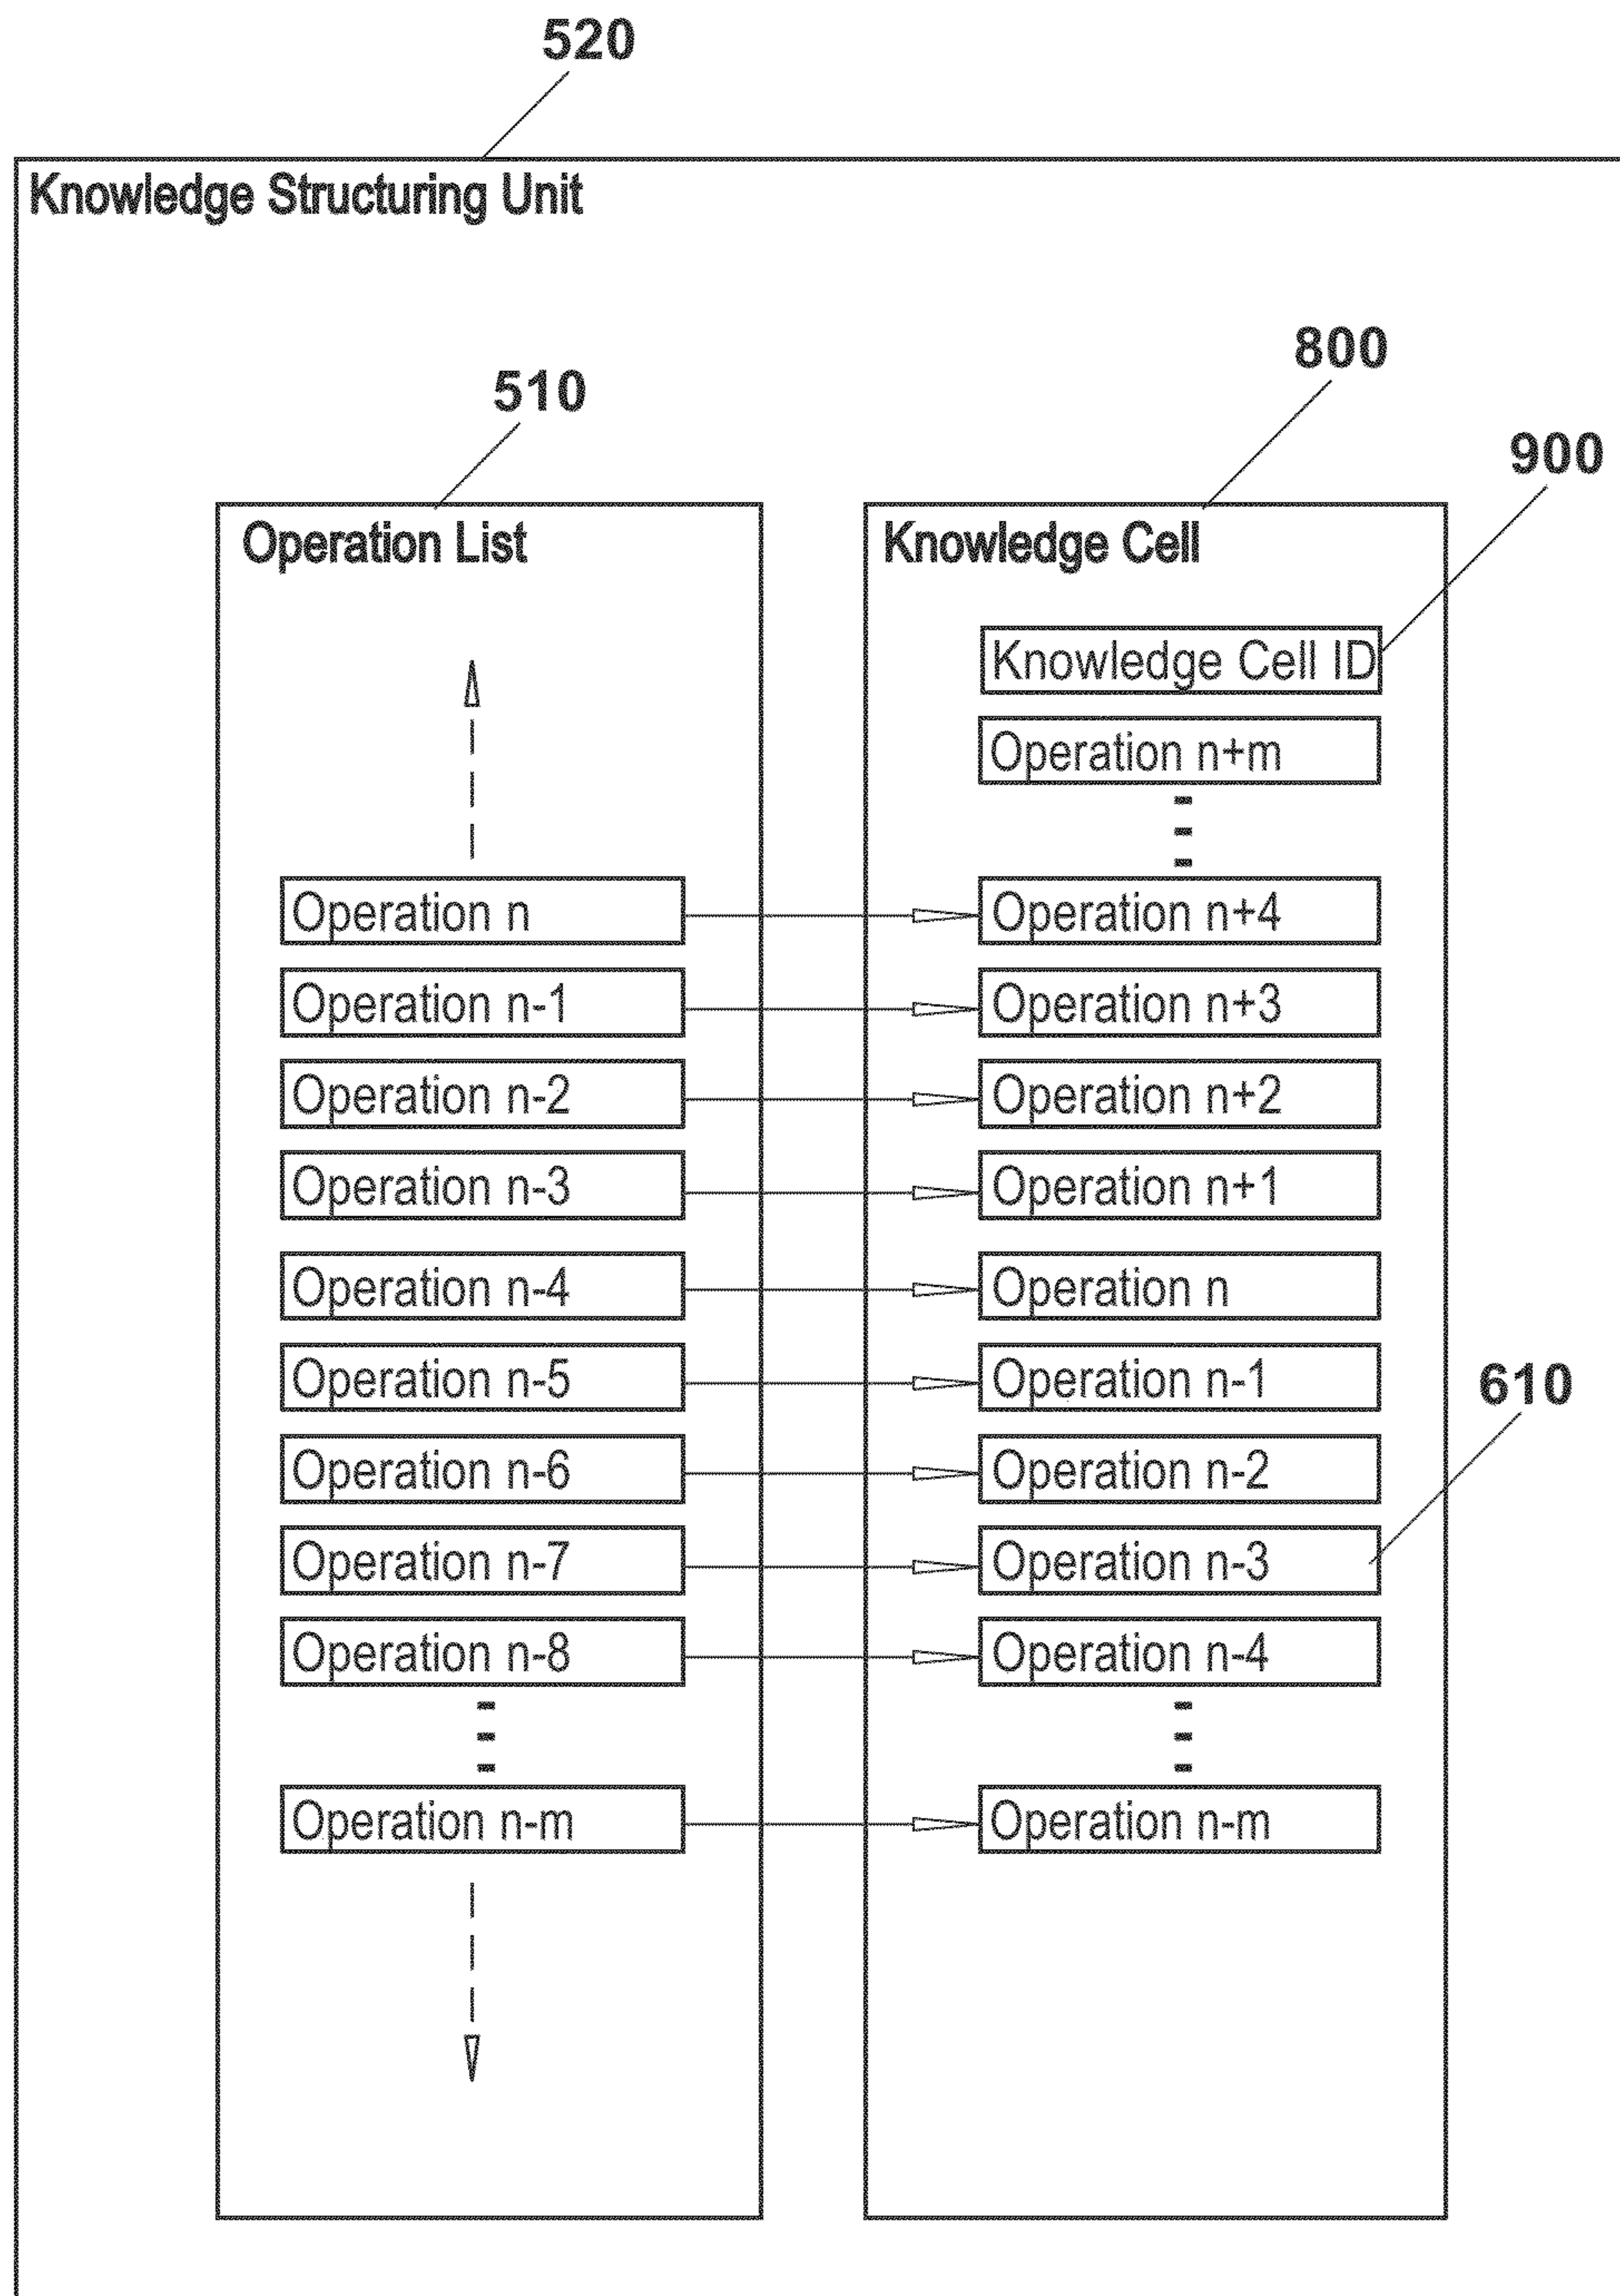 520
Knowledge Structuring Unit
800
510
900
Operation List
Knowledge Cell
Knowledge Cell ID
Operation n+m
Operation n
Operation n+4
Operation n-1
Operation n+3
Operation n-2
Operation n+2
Operation n-3
Operation n+1
Operation n-4
Operation n
Operation n-5
Operation n-1
610
Operation n-6
Operation n-2
Operation n-7
Operation n-3
Operation n-8
Operation n-4
Operation n-m
Operation n-m